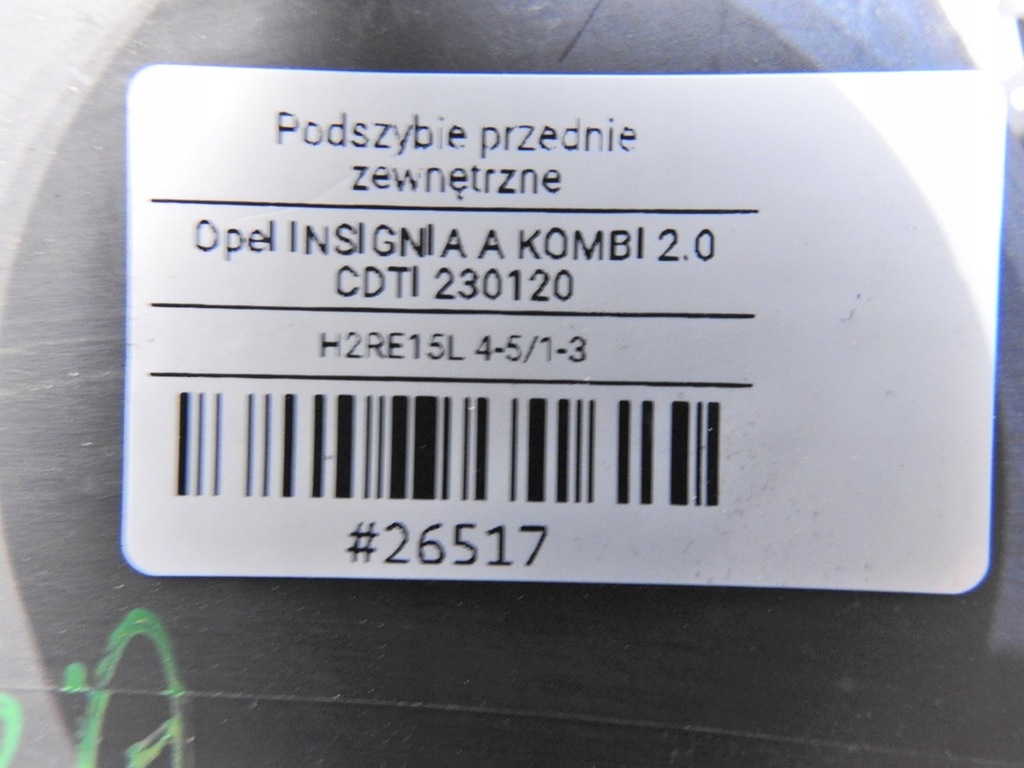 Podszybie przednie
zewnętrzne
Opel INSIGNIA A KOMBI 2.0
CDTI 230120
H2RE15L 4-5/1-3
#26517